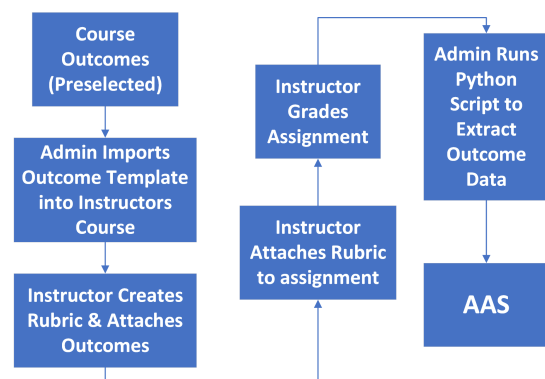 Course
Outcomes
(Preselected)
Admin Imports
Outcome Template
into Instructors
Course
Instructor Creates
Rubric & Attaches
Outcomes
Instructor
Attaches Rubric
to assignment
Instructor
Grades
Assignment
Admin Runs
Python
Script to
Extract
Outcome
Data
AAS